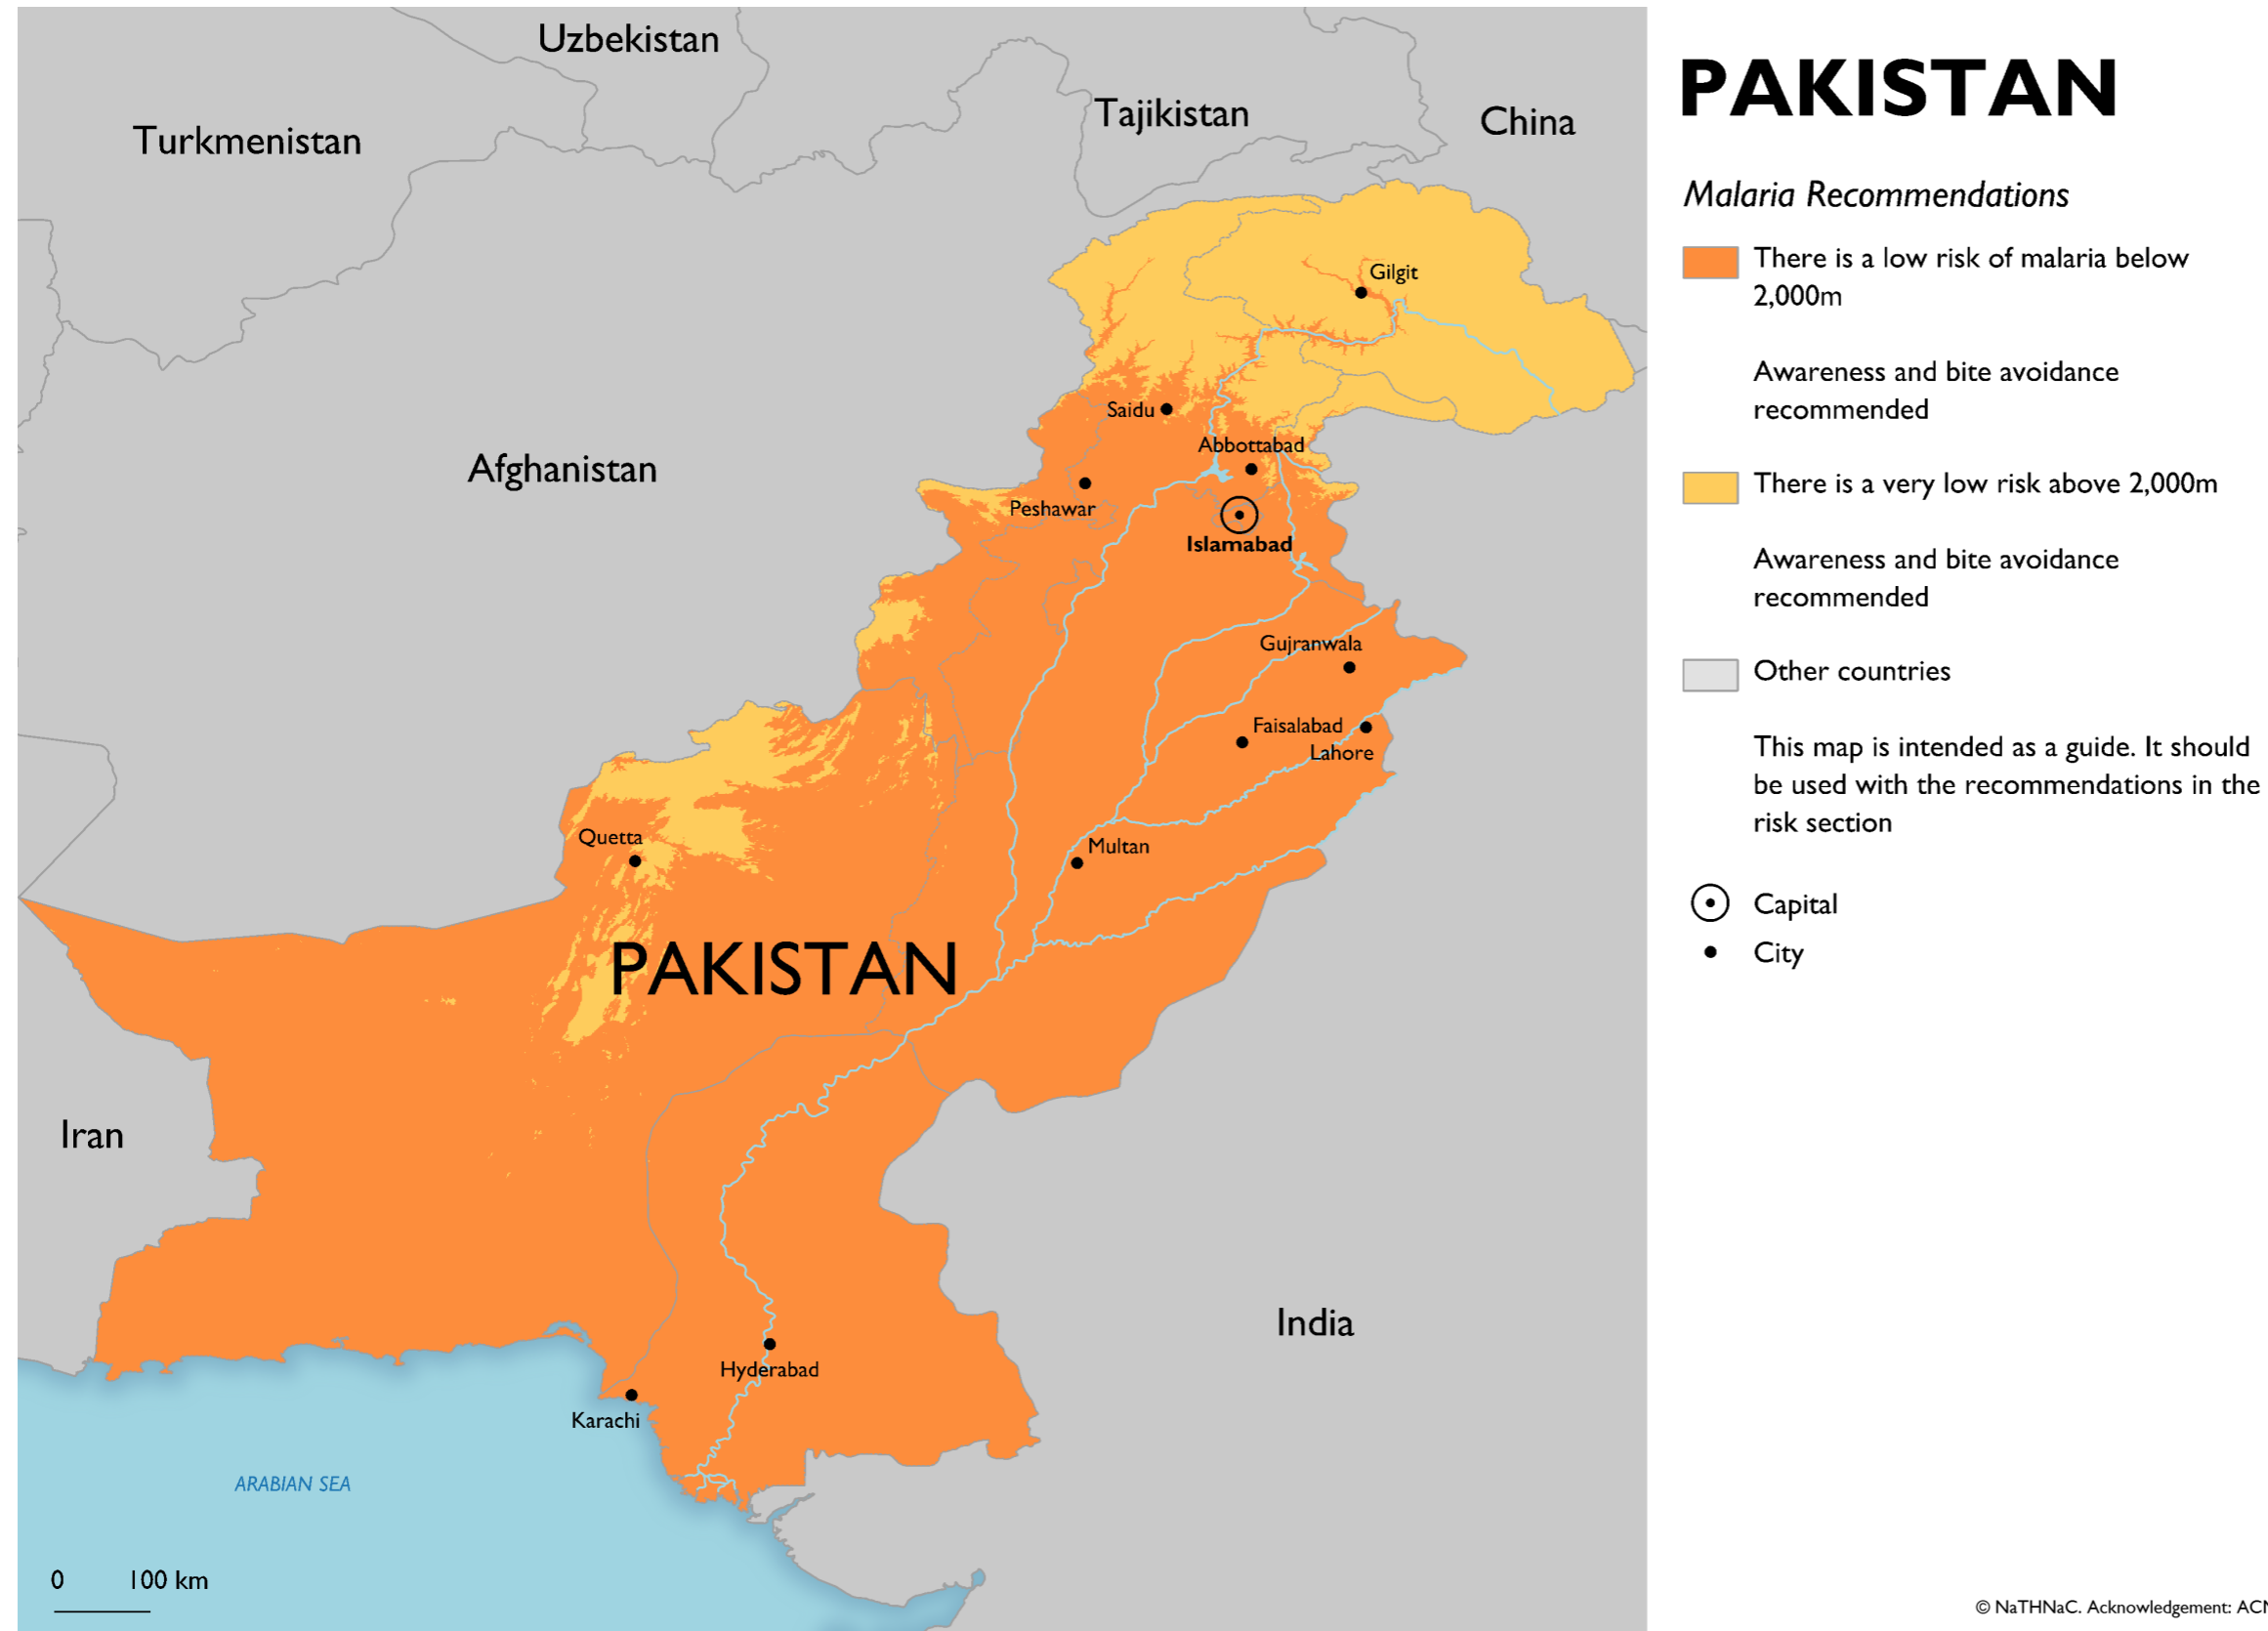 Uzbekistan
Tajikistan
China
Turkmenistan
Gilgit
Saidu
Abbottabad
Afghanistan
Peshawar
Islamabad
Gujranwala
Faisalabad
Lahore
Quetta
Multan
PAKISTAN
Iran
India
Hyderabad
Karachi
ARABIAN SEA
0 100 km
PAKISTAN
Malaria Recommendations
There is a low risk of malaria below
2,000m
Awareness and bite avoidance
recommended
There is a very low risk above 2,000m
Awareness and bite avoidance
recommended
Other countries
This map is intended as a guide. It should
be used with the recommendations in the
risk section
Capital
City
© NaTHNaC. Acknowledgement: